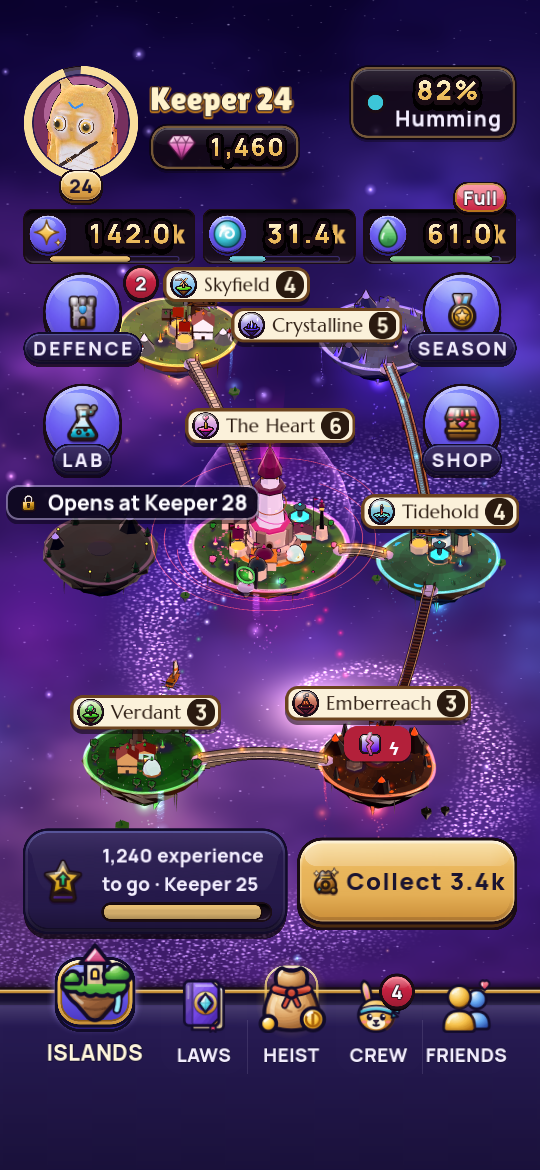 Keeper 24
82%
Humming
1,460
24
Full
142.0k
31.4k
61.0k
2
Skyfield 4
Crystalline 5
DEFENCE
SEASON
The Heart 6
LAB
SHOP
Opens at Keeper 28
Tidehold 4
Emberreach 3
Verdant 3
1,240 experience
to go · Keeper 25
Collect 3.4k
4
ISLANDS
LAWS
HEIST
CREW
FRIENDS